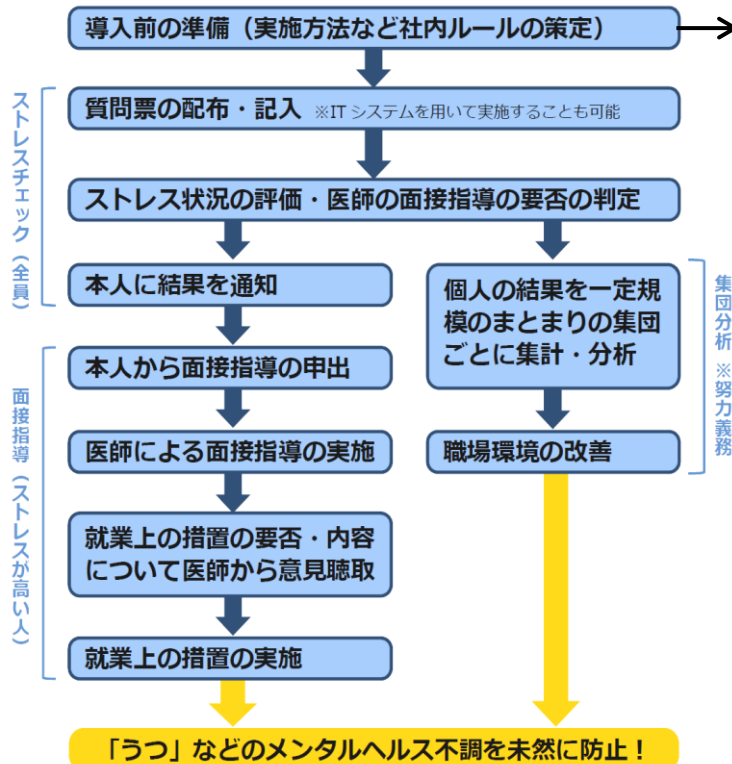 導入前の準備（実施方法など社内ルールの策定）
ストレスチェック（全員）
質問票の配布・記入 ※IT システムを用いて実施することも可能
ストレス状況の評価・医師の面接指導の要否の判定
本人に結果を通知
個人の結果を一定規
模のまとまりの集団
ごとに集計・分析
集団分析 ※努力義務
面接指導（ストレスが高い人）
本人から面接指導の申出
医師による面接指導の実施
職場環境の改善
就業上の措置の要否・内容
について医師から意見聴取
就業上の措置の実施
「うつ」などのメンタルヘルス不調を未然に防止！